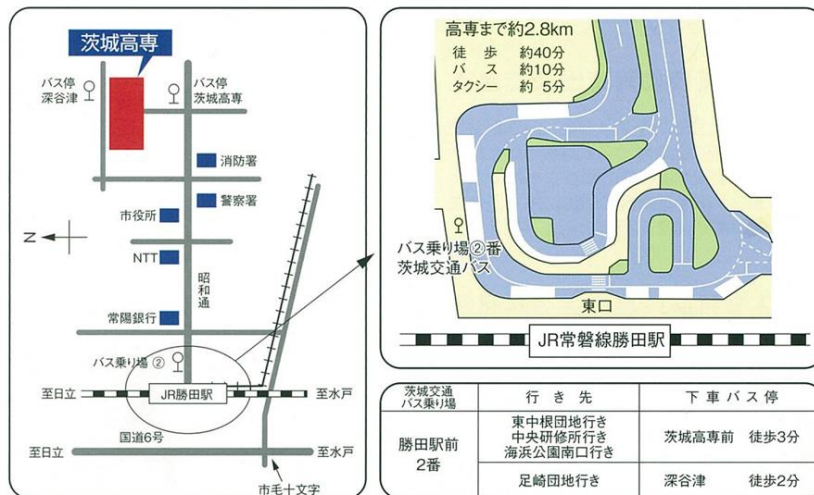 茨城高専
バス停
深谷津
バス停
茨城高専
消防署
警察署
市役所
N
NTT
昭和通
常陽銀行
バス乗り場 ②
至日立
JR勝田駅
至水戸
国道6号
至日立
至水戸
市毛十文字
高専まで約2.8km
徒歩 約40分
バス 約10分
タクシー 約 5分
バス乗り場②番
茨城交通バス
東口
JR常磐線勝田駅
茨城交通
バス乗り場
行き先
下車バス停
勝田駅前
2番
東中根団地行き
中央研修所行き
海浜公園南口行き
茨城高専前 徒歩3分
足崎団地行き
深谷津 徒歩2分